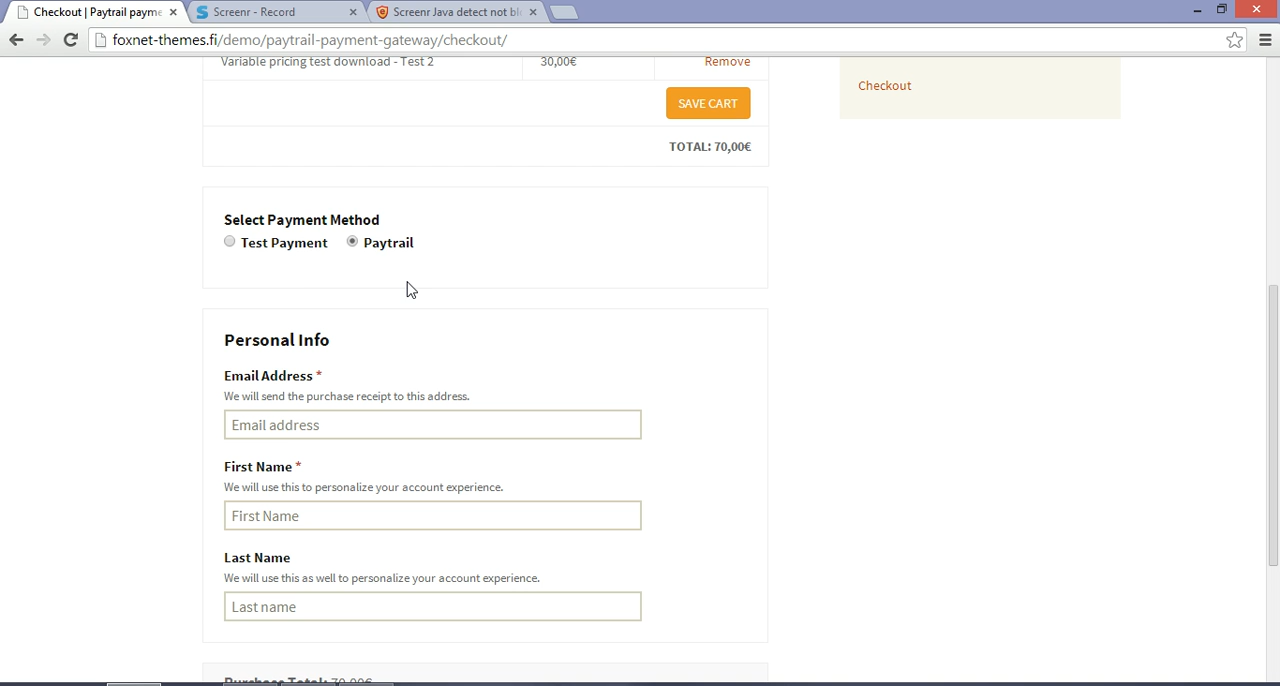 Checkout | Paytrail payme
Screenr - Record
Screenr Java detect not bl
foxnet-themes.fi/demo/paytrail-payment-gateway/checkout/
Variable pricing test download - Test 2 30,00€ Remove
Checkout
SAVE CART
TOTAL: 70,00€
Select Payment Method
Test Payment Paytrail
Personal Info
Email Address *
We will send the purchase receipt to this address.
Email address
First Name *
We will use this to personalize your account experience.
First Name
Last Name
We will use this as well to personalize your account experience.
Last name
Purchase Total: 70,00€